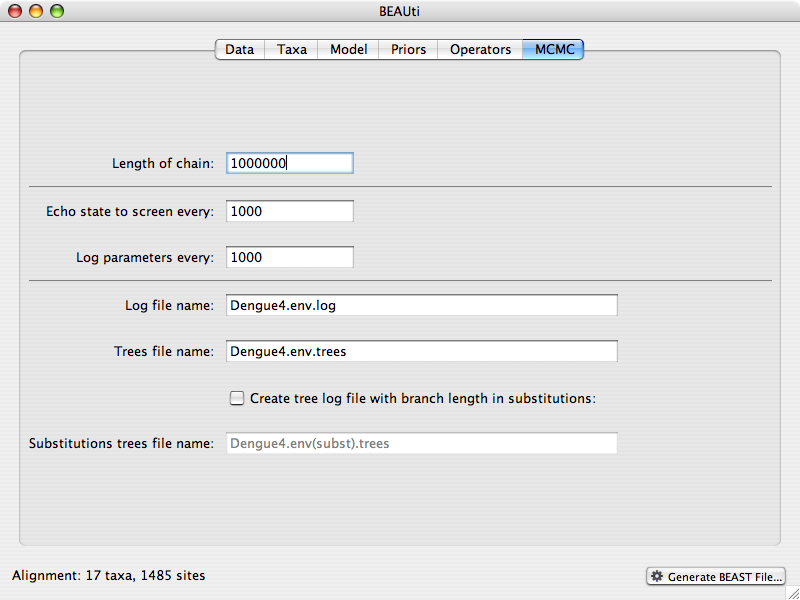 BEAUti
Data Taxa Model Priors Operators MCMC
Length of chain: 1000000
Echo state to screen every: 1000
Log parameters every: 1000
Log file name: Dengue4.env.log
Trees file name: Dengue4.env.trees
Create tree log file with branch length in substitutions:
Substitutions trees file name: Dengue4.env(subst).trees
Alignment: 17 taxa, 1485 sites
Generate BEAST File...